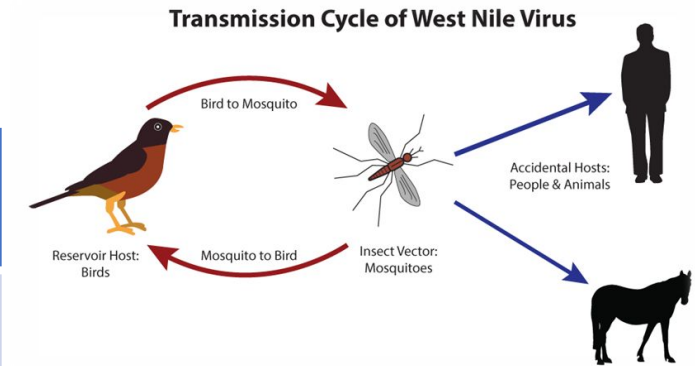 Transmission Cycle of West Nile Virus
Bird to Mosquito
Accidental Hosts:
People & Animals
Reservoir Host:
Birds
Mosquito to Bird
Insect Vector:
Mosquitoes